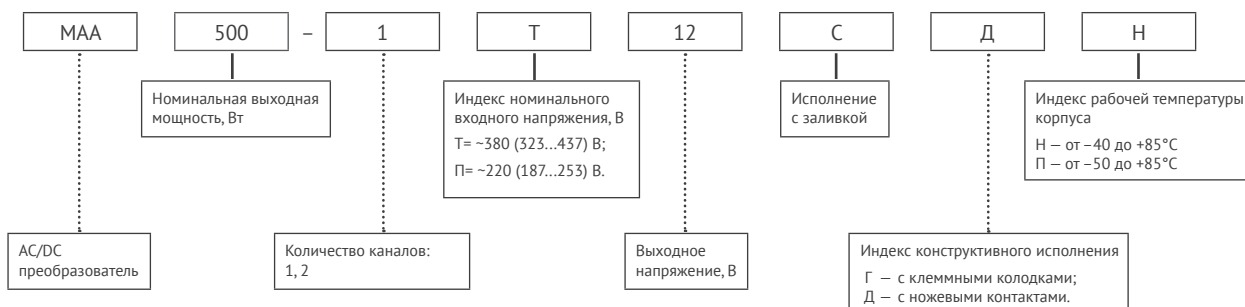 МАА 500 – 1 Т 12 С Д Н
Номинальная выходная
мощность, Вт
Индекс номинального
входного напряжения, В
Т= ~380 (323...437) В;
П= ~220 (187...253) В.
Исполнение
с заливкой
Индекс рабочей температуры
корпуса
Н — от –40 до +85°С
П — от –50 до +85°С
AC/DC
преобразователь
Количество каналов:
1, 2
Выходное
напряжение, В
Индекс конструктивного исполнения
Г — с клеммными колодками;
Д — с ножевыми контактами.